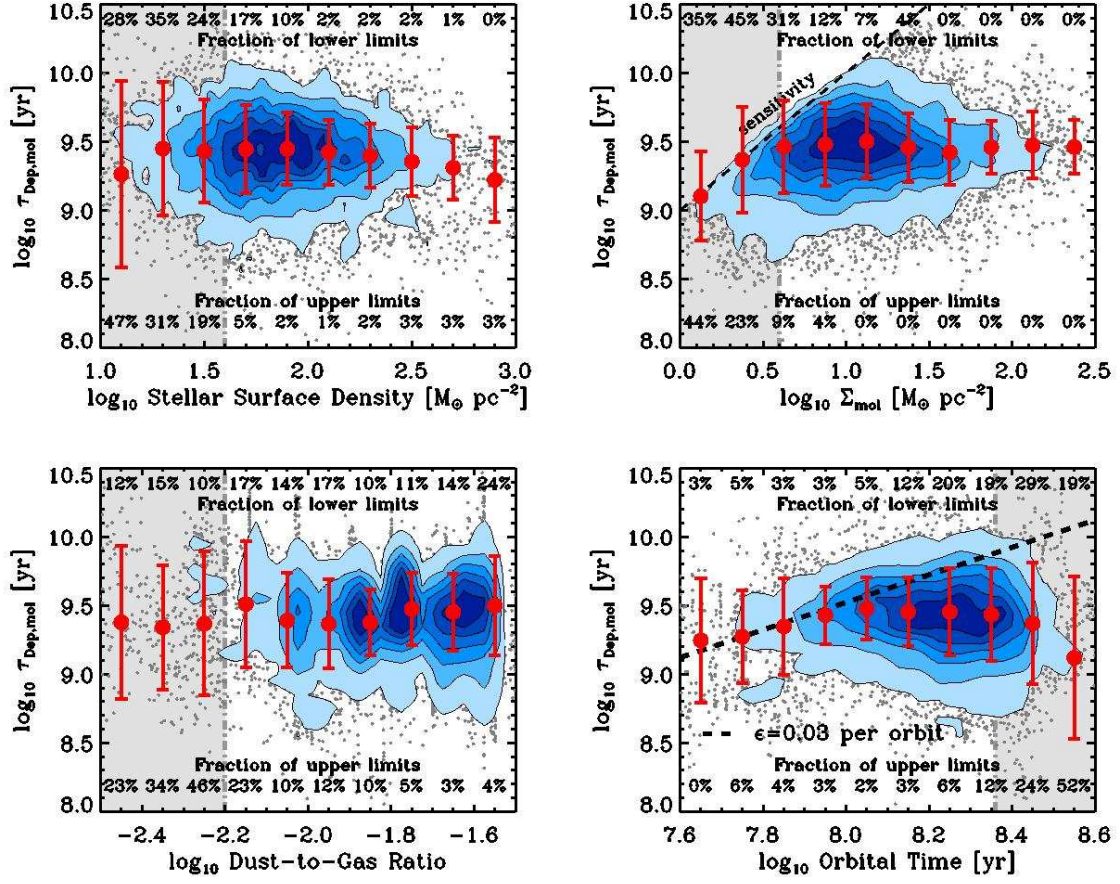 28% 35% 24% 17% 10% 2% 2% 2% 1% 0%
Fraction of lower limits
10.5
10.0
9.5
9.0
8.5
8.0
log₁₀ τDep,mol [yr]
Fraction of upper limits
47% 31% 19% 5% 2% 1% 2% 3% 3% 3%
1.0 1.5 2.0 2.5 3.0
log₁₀ Stellar Surface Density [M⊙ pc⁻²]
35% 45% 31% 12% 7% 4% 0% 0% 0% 0%
Fraction of lower limits
sensitivity
10.5
10.0
9.5
9.0
8.5
8.0
log₁₀ τDep,mol [yr]
Fraction of upper limits
44% 23% 9% 4% 0% 0% 0% 0% 0% 0%
0.0 0.5 1.0 1.5 2.0 2.5
log₁₀ Σmol [M⊙ pc⁻²]
12% 15% 10% 17% 14% 17% 10% 11% 14% 24%
Fraction of lower limits
10.5
10.0
9.5
9.0
8.5
8.0
log₁₀ τDep,mol [yr]
Fraction of upper limits
23% 34% 46% 23% 10% 12% 10% 5% 3% 4%
−2.4 −2.2 −2.0 −1.8 −1.6
log₁₀ Dust−to−Gas Ratio
3% 5% 3% 3% 5% 12% 20% 19% 29% 19%
Fraction of lower limits
10.5
10.0
9.5
9.0
8.5
8.0
log₁₀ τDep,mol [yr]
ϵ=0.03 per orbit
Fraction of upper limits
0% 6% 4% 3% 2% 3% 6% 12% 24% 52%
7.6 7.8 8.0 8.2 8.4 8.6
log₁₀ Orbital Time [yr]